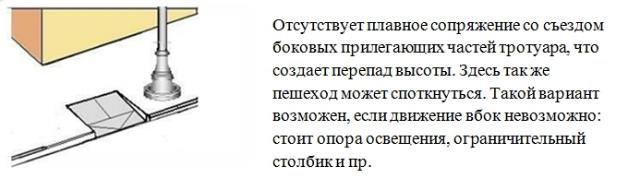 Отсутствует плавное сопряжение со съездом
боковых прилегающих частей тротуара, что
создает перепад высоты. Здесь так же
пешеход может споткнуться. Такой вариант
возможен, если движение вбок невозможно:
стоит опора освещения, ограничительный
столбик и пр.